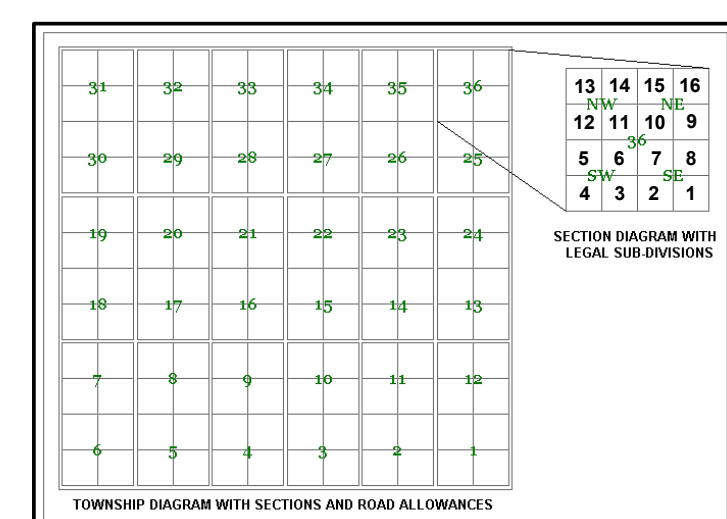 31 32 33 34 35 36
30 29 28 27 26 25
19 20 21 22 23 24
18 17 16 15 14 13
7 8 9 10 11 12
6 5 4 3 2 1
TOWNSHIP DIAGRAM WITH SECTIONS AND ROAD ALLOWANCES
13 14 15 16
NW NE
12 11 10 9
36
5 6 7 8
SW SE
4 3 2 1
SECTION DIAGRAM WITH
LEGAL SUB-DIVISIONS